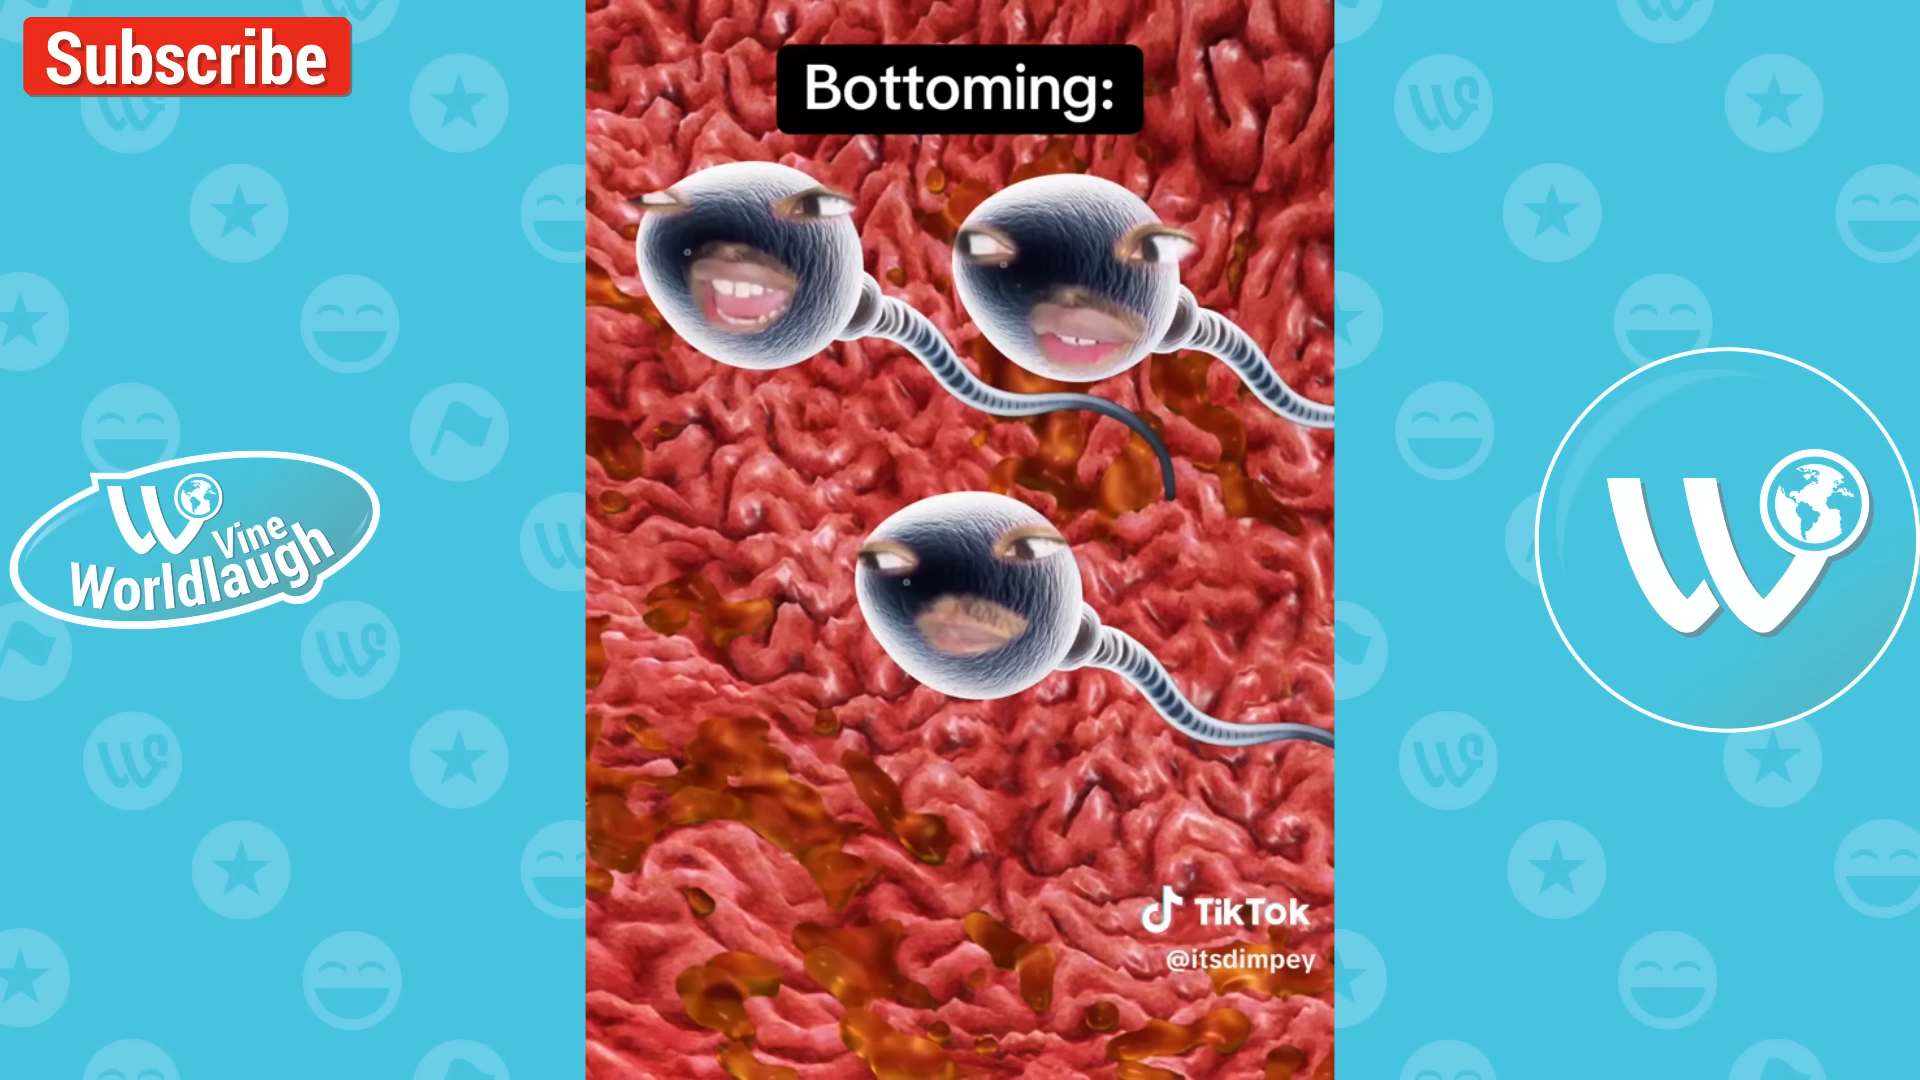 Subscribe
Bottoming:
W
Vine
Worldlaugh
W
TikTok
@itsdimpey